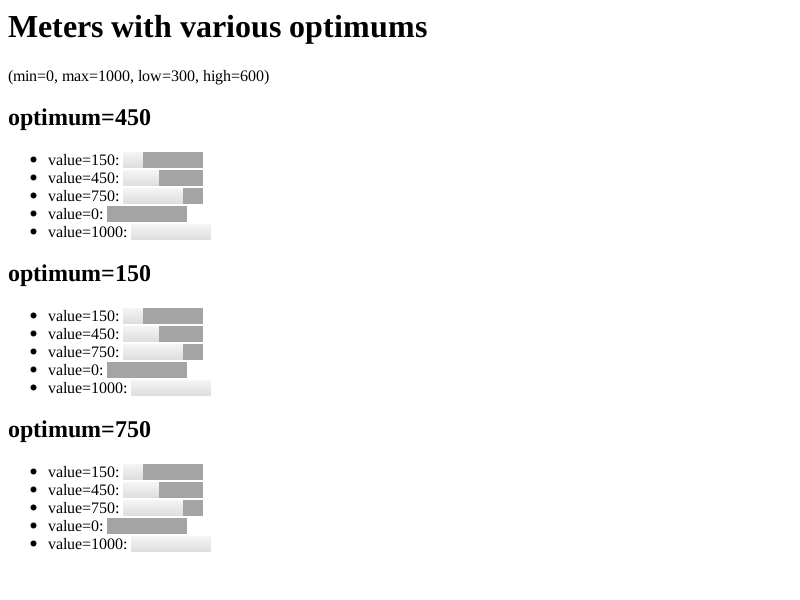 Meters with various optimums
(min=0, max=1000, low=300, high=600)
optimum=450
value=150:
value=450:
value=750:
value=0:
value=1000:
optimum=150
value=150:
value=450:
value=750:
value=0:
value=1000:
optimum=750
value=150:
value=450:
value=750:
value=0:
value=1000: